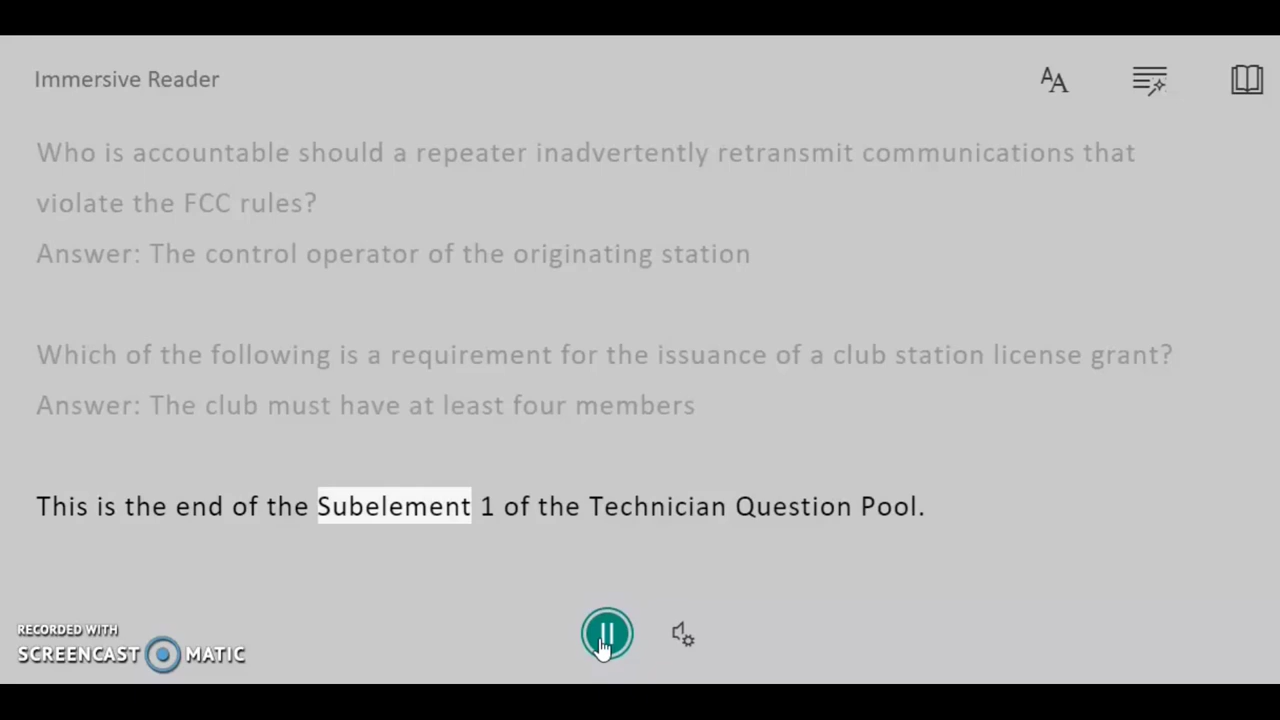 Immersive Reader
Who is accountable should a repeater inadvertently retransmit communications that
violate the FCC rules?
Answer: The control operator of the originating station
Which of the following is a requirement for the issuance of a club station license grant?
Answer: The club must have at least four members
This is the end of the Subelement 1 of the Technician Question Pool.
RECORDED WITH
SCREENCAST MATIC